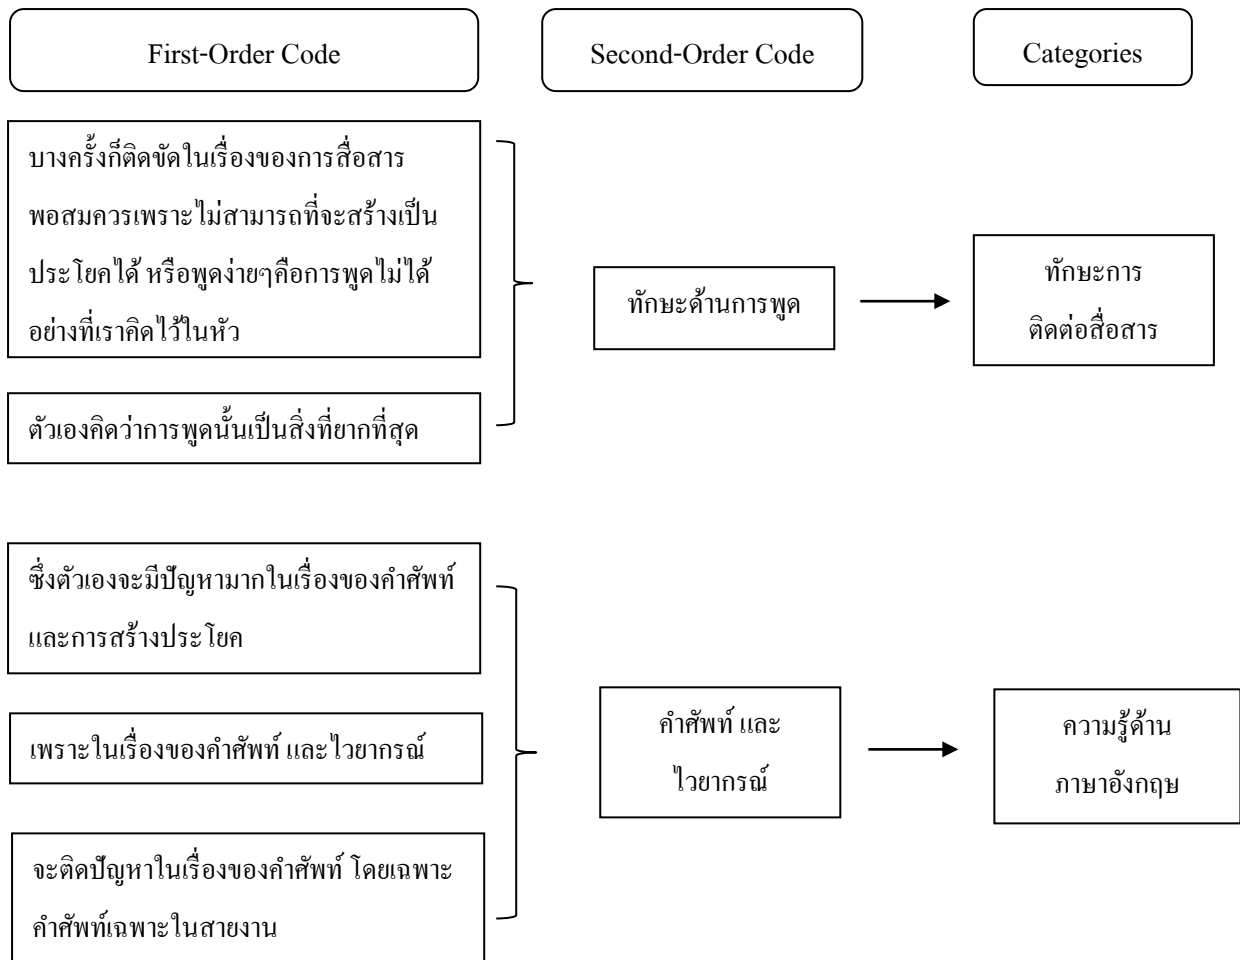 First-Order Code
Second-Order Code
Categories
บางครั้งก็ติดขัดในเรื่องของการสื่อสาร
พอสมควรเพราะไม่สามารถที่จะสร้างเป็น
ประโยคได้ หรือพูดง่ายๆคือการพูดไม่ได้
อย่างที่เราคิดไว้ในหัว
ตัวเองคิดว่าการพูดนั้นเป็นสิ่งที่ยากที่สุด
ทักษะด้านการพูด
ทักษะการ
ติดต่อสื่อสาร
ซึ่งตัวเองจะมีปัญหามากในเรื่องของคำศัพท์
และการสร้างประโยค
เพราะในเรื่องของคำศัพท์ และไวยากรณ์
จะติดปัญหาในเรื่องของคำศัพท์ โดยเฉพาะ
คำศัพท์เฉพาะในสายงาน
คำศัพท์ และ
ไวยากรณ์
ความรู้ด้าน
ภาษาอังกฤษ